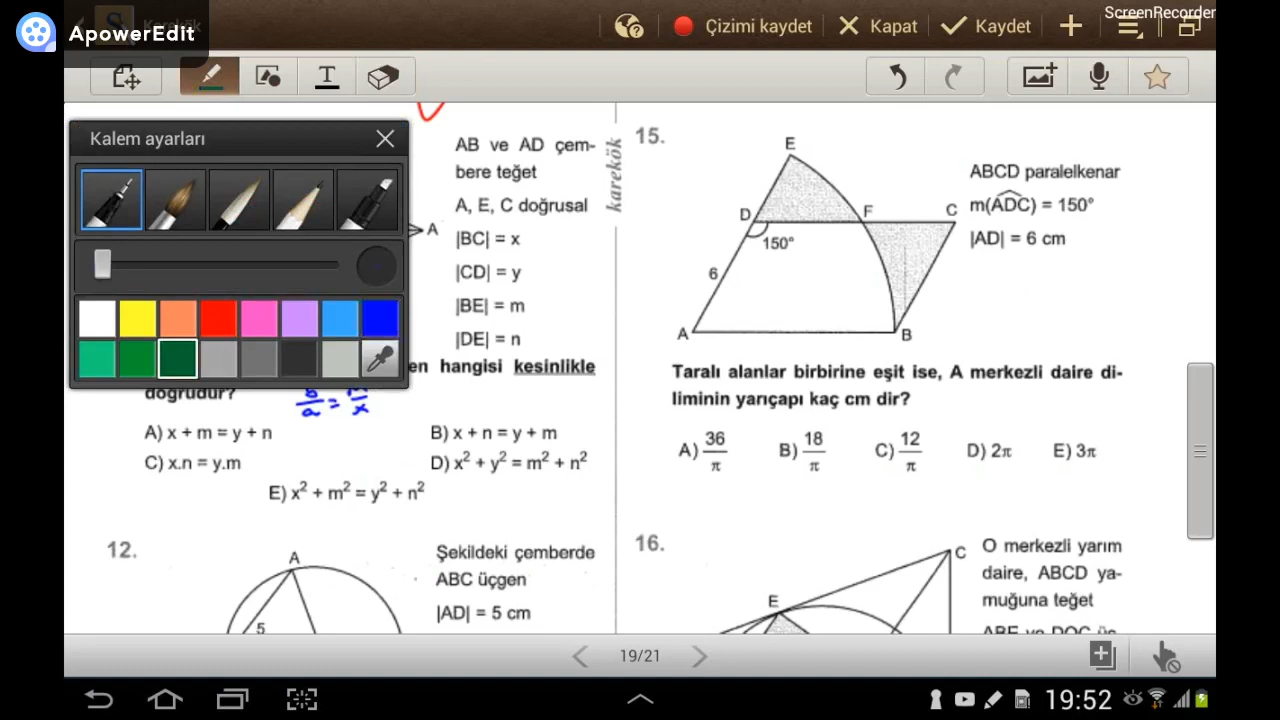 ScreenRecorder
ApowerEdit
Çizimi kaydet
Kapat
Kaydet
T
Kalem ayarları
AB ve AD çem-
bere teğet
A, E, C doğrusal
A
|BC| = x
|CD| = y
|BE| = m
|DE| = n
en hangisi kesinlikle
doğrudur?
A) x + m = y + n
B) x + n = y + m
C) x.n = y.m
D) x² + y² = m² + n²
E) x² + m² = y² + n²
12.
A
5
Şekildeki çemberde
ABC üçgen
|AD| = 5 cm
karekök
15.
E
D
F
C
150°
6
A
B
ABCD paralelkenar
m(ADC) = 150°
|AD| = 6 cm
Taralı alanlar birbirine eşit ise, A merkezli daire di-
liminin yarıçapı kaç cm dir?
A) 36/π B) 18/π C) 12/π D) 2π E) 3π
16.
C
E
O merkezli yarım
daire, ABCD ya-
muğuna teğet
19/21
19:52